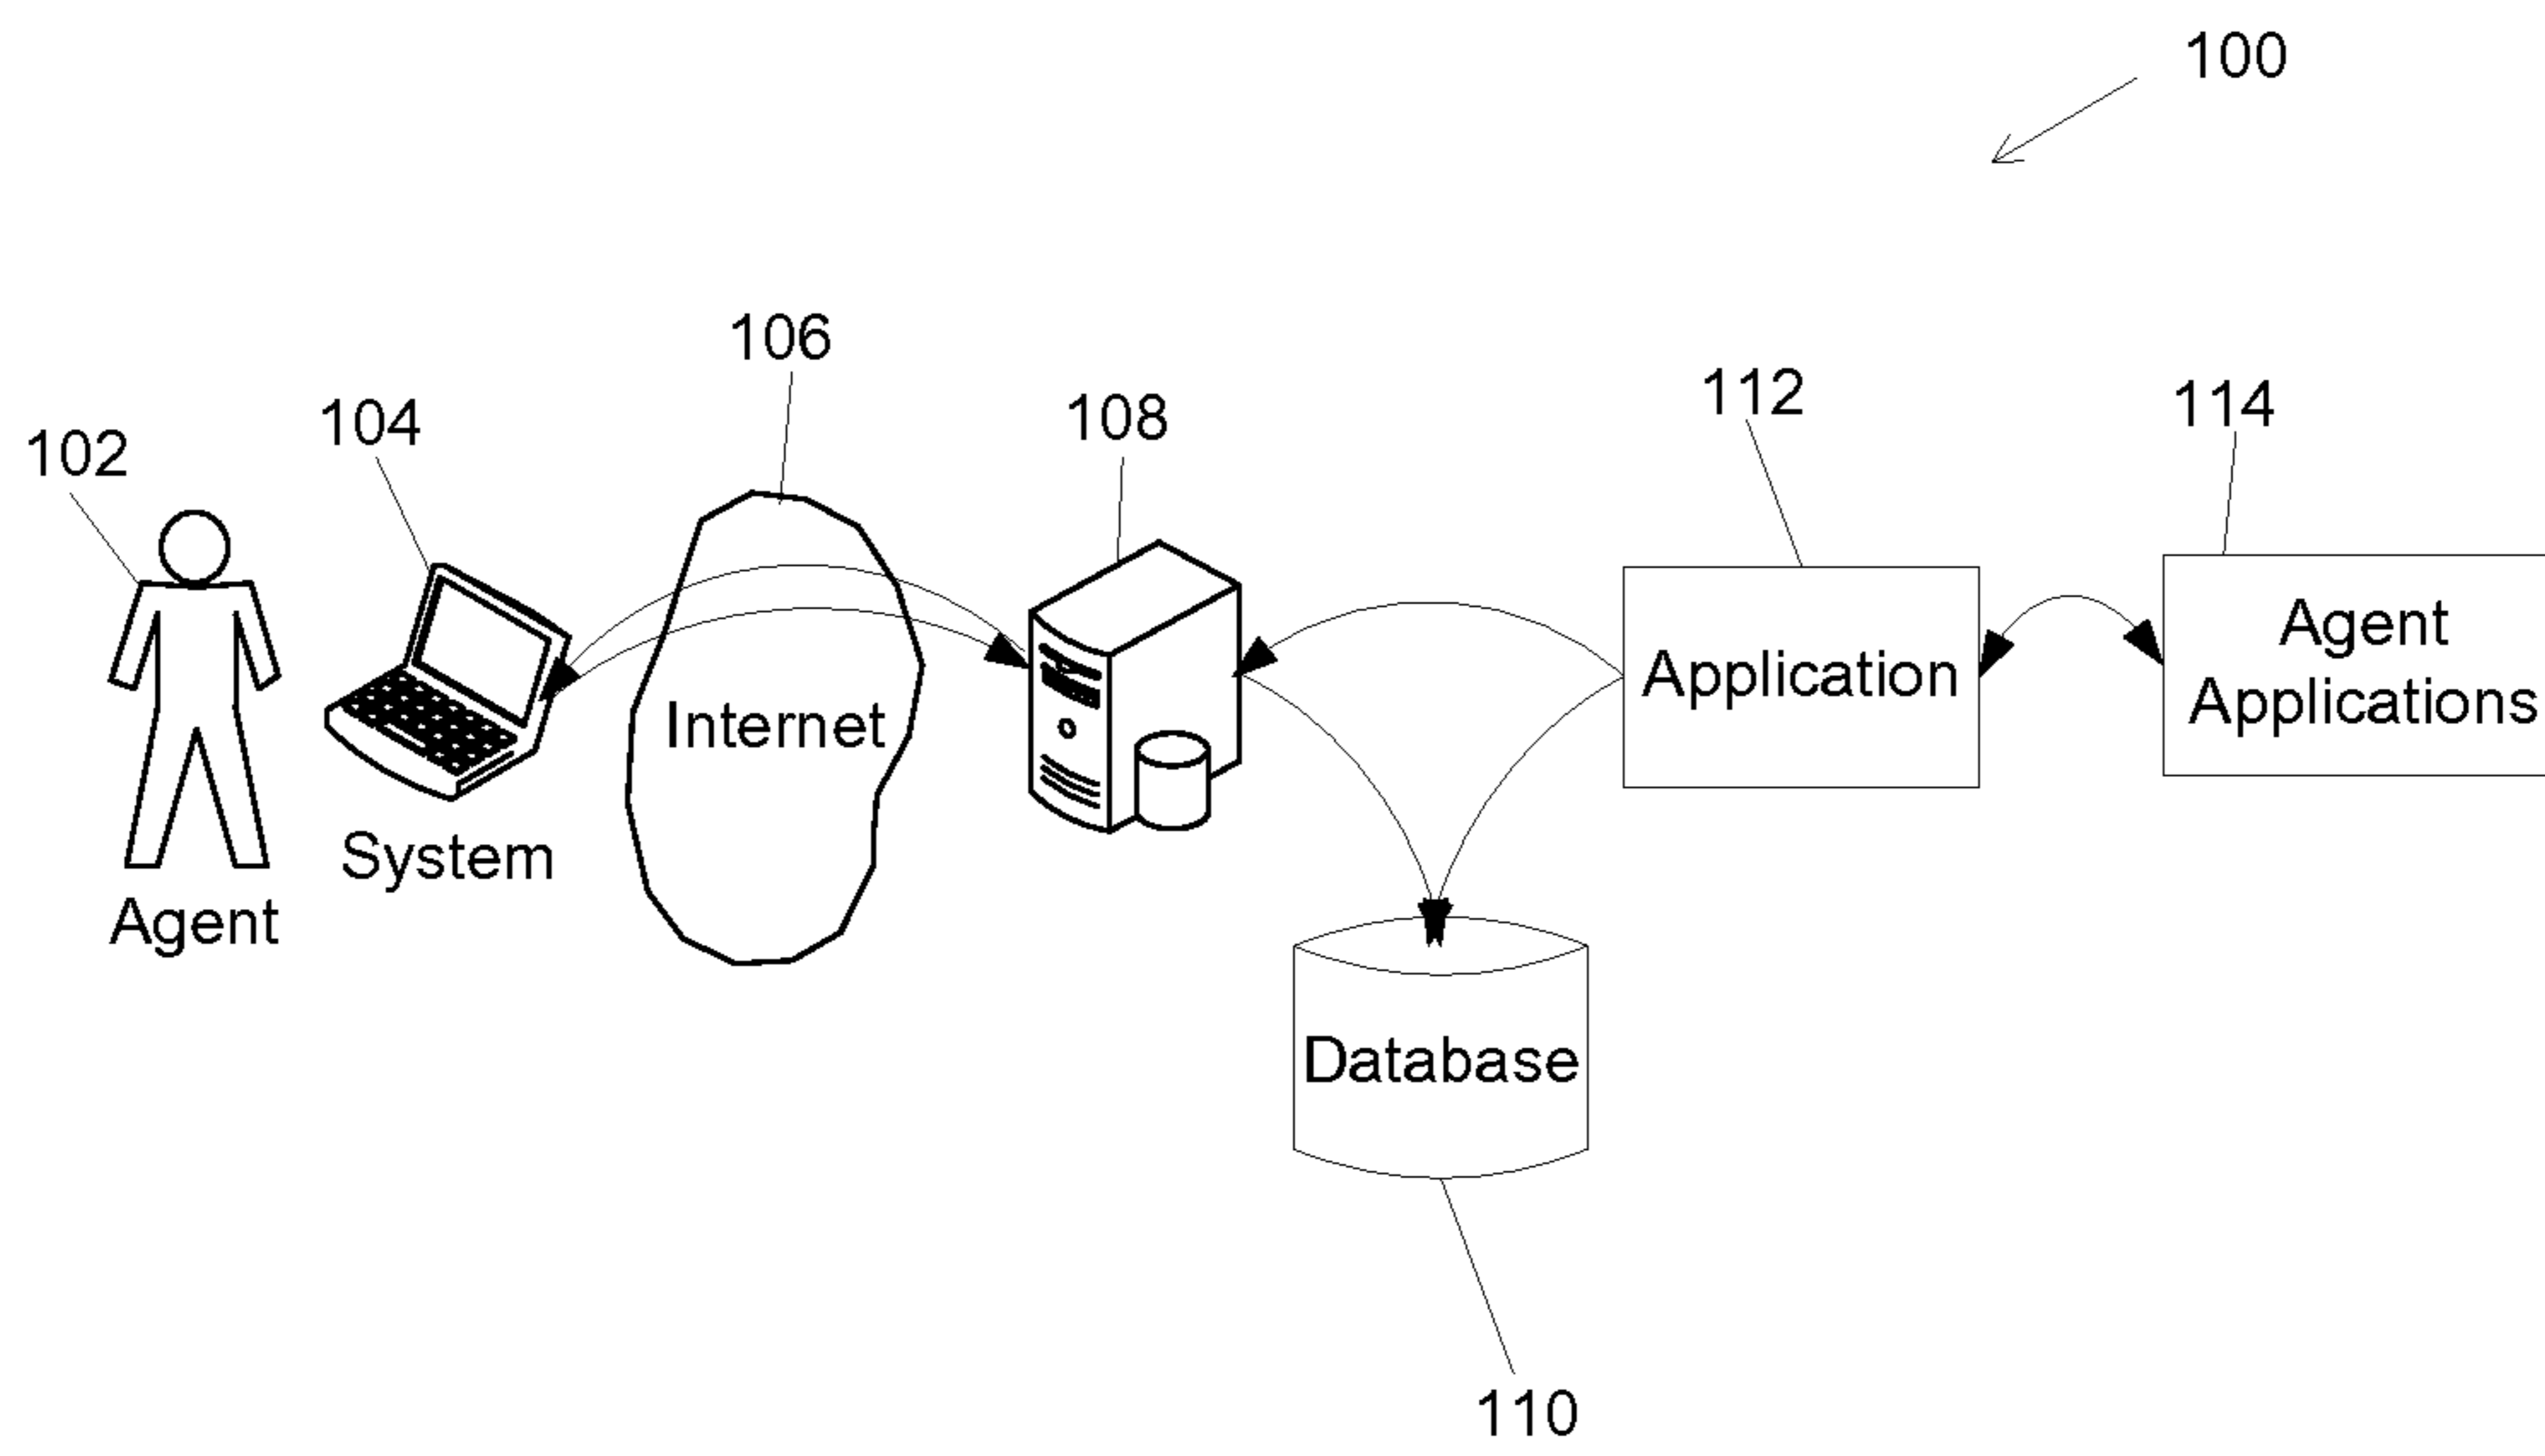 100
106
112
114
108
104
102
Agent
Applications
Application
Internet
System
Agent
Database
110